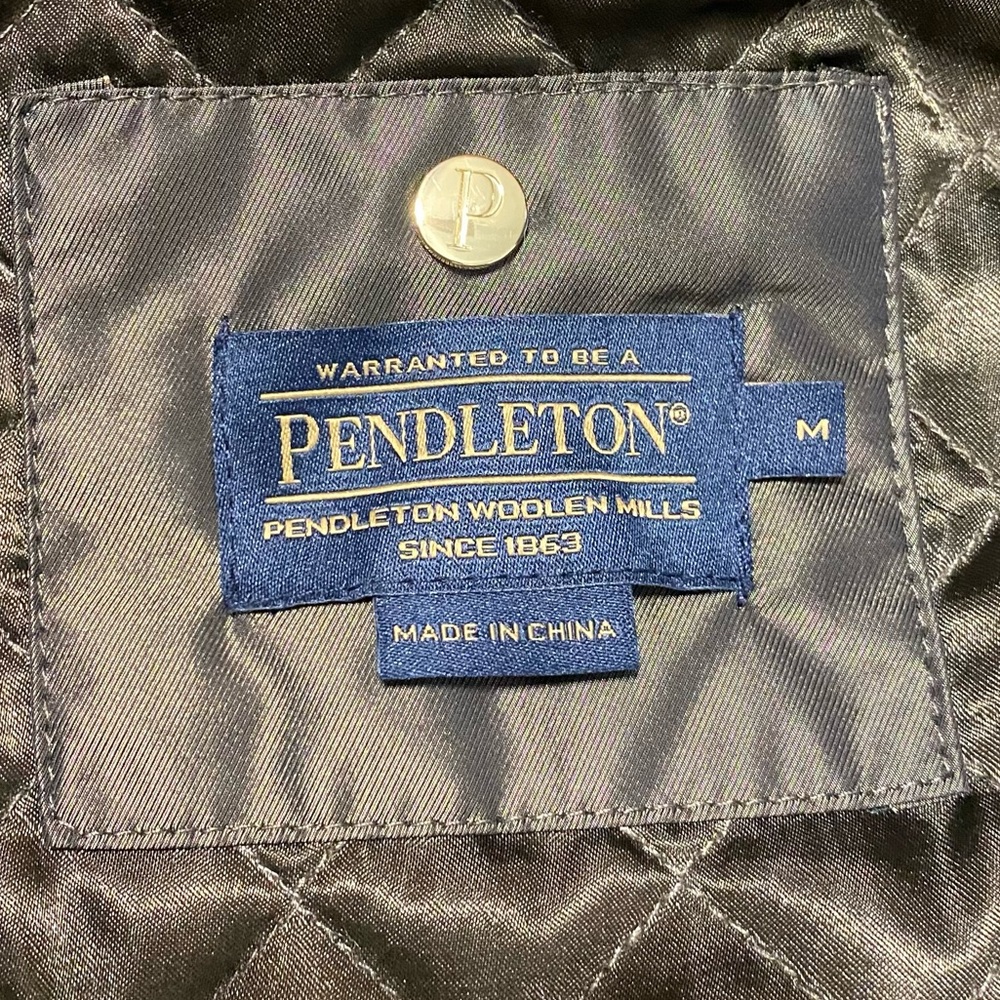 P
WARRANTED TO BE A
PENDLETON®
M
PENDLETON WOOLEN MILLS
SINCE 1863
MADE IN CHINA